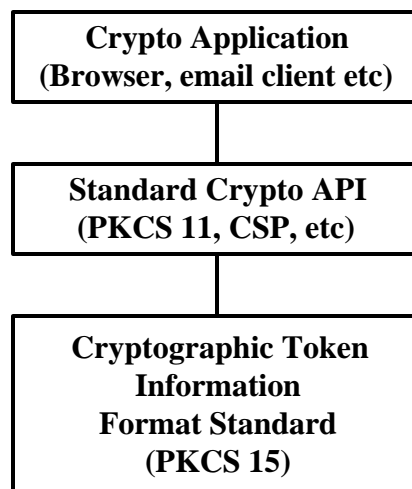 Crypto Application
(Browser, email client etc)
Standard Crypto API
(PKCS 11, CSP, etc)
Cryptographic Token
Information
Format Standard
(PKCS 15)